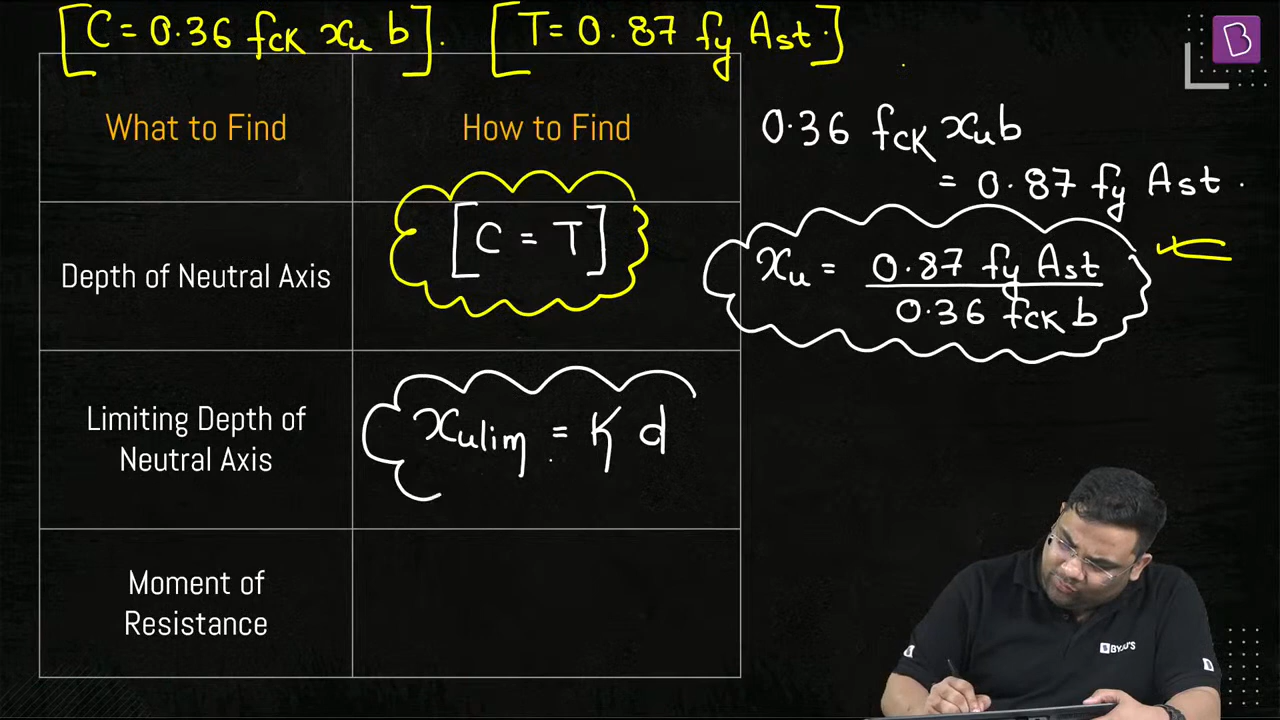 [C = 0.36 fck xu b]. [T = 0.87 fy Ast.]
What to Find
How to Find
0.36 fck xu b
= 0.87 fy Ast.
Depth of Neutral Axis
[C = T]
xu = 0.87 fy Ast
0.36 fck b
Limiting Depth of
Neutral Axis
xulim = K d
Moment of
Resistance
B
BYJU'S